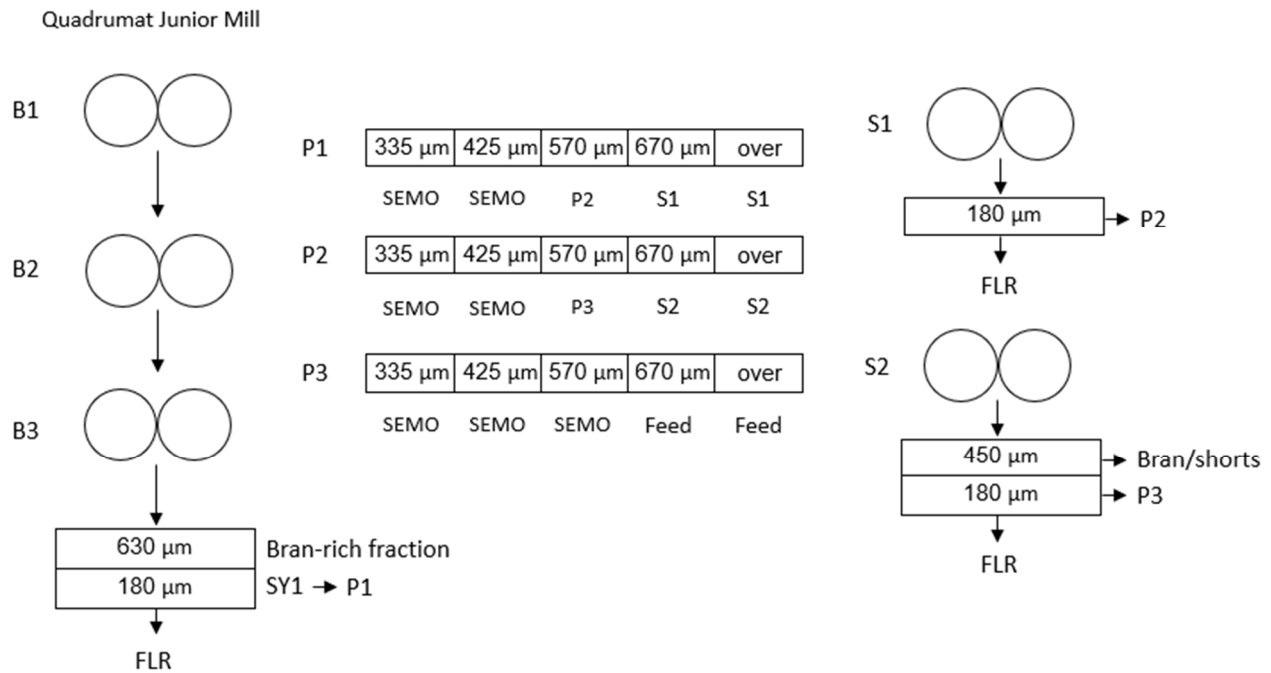 Quadrumat Junior Mill
B1
B2
B3
630 µm Bran-rich fraction
180 µm SY1 P1
FLR
P1 335 µm 425 µm 570 µm 670 µm over
SEMO SEMO P2 S1 S1
P2 335 µm 425 µm 570 µm 670 µm over
SEMO SEMO P3 S2 S2
P3 335 µm 425 µm 570 µm 670 µm over
SEMO SEMO SEMO Feed Feed
S1
180 µm P2
FLR
S2
450 µm Bran/shorts
180 µm P3
FLR